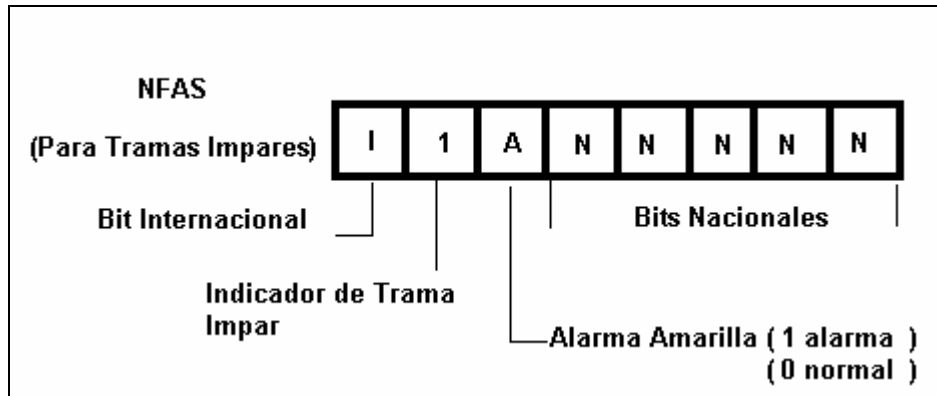 NFAS
(Para Tramas Impares)
I 1 A N N N N N
Bit Internacional
Bits Nacionales
Indicador de Trama
Impar
Alarma Amarilla ( 1 alarma )
( 0 normal )